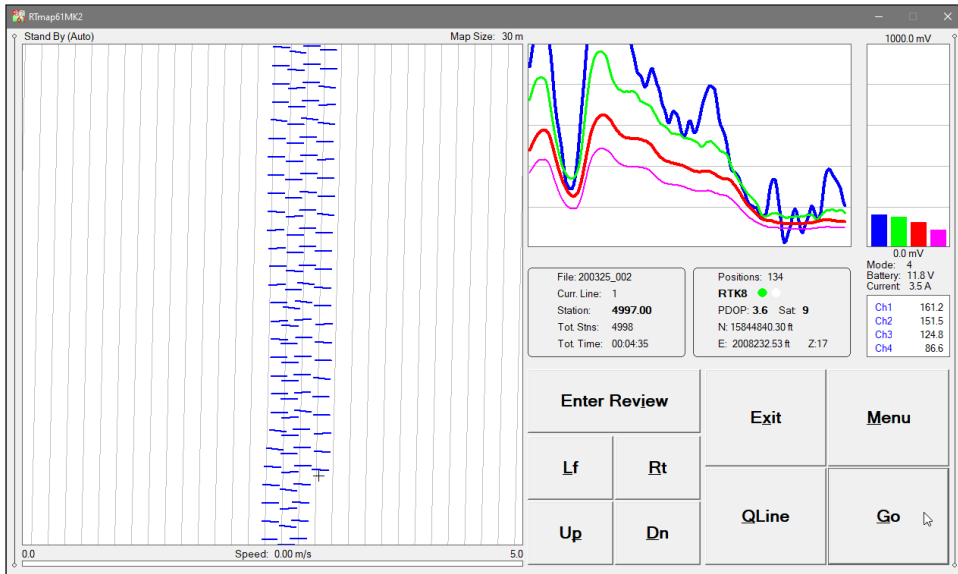 RTmap61MK2
Stand By (Auto)
Map Size: 30 m
0.0
Speed: 0.00 m/s
5.0
1000.0 mV
0.0 mV
Mode: 4
Battery: 11.8 V
Current: 3.5 A
Ch1 161.2
Ch2 151.5
Ch3 124.8
Ch4 86.6
File: 200325_002
Curr. Line: 1
Station: 4997.00
Tot. Stns: 4998
Tot. Time: 00:04:35
Positions: 134
RTK8
PDOP: 3.6 Sat: 9
N: 15844840.30 ft
E: 2008232.53 ft Z:17
Enter Review
Exit
Menu
Lf
Rt
Up
Dn
QLine
Go